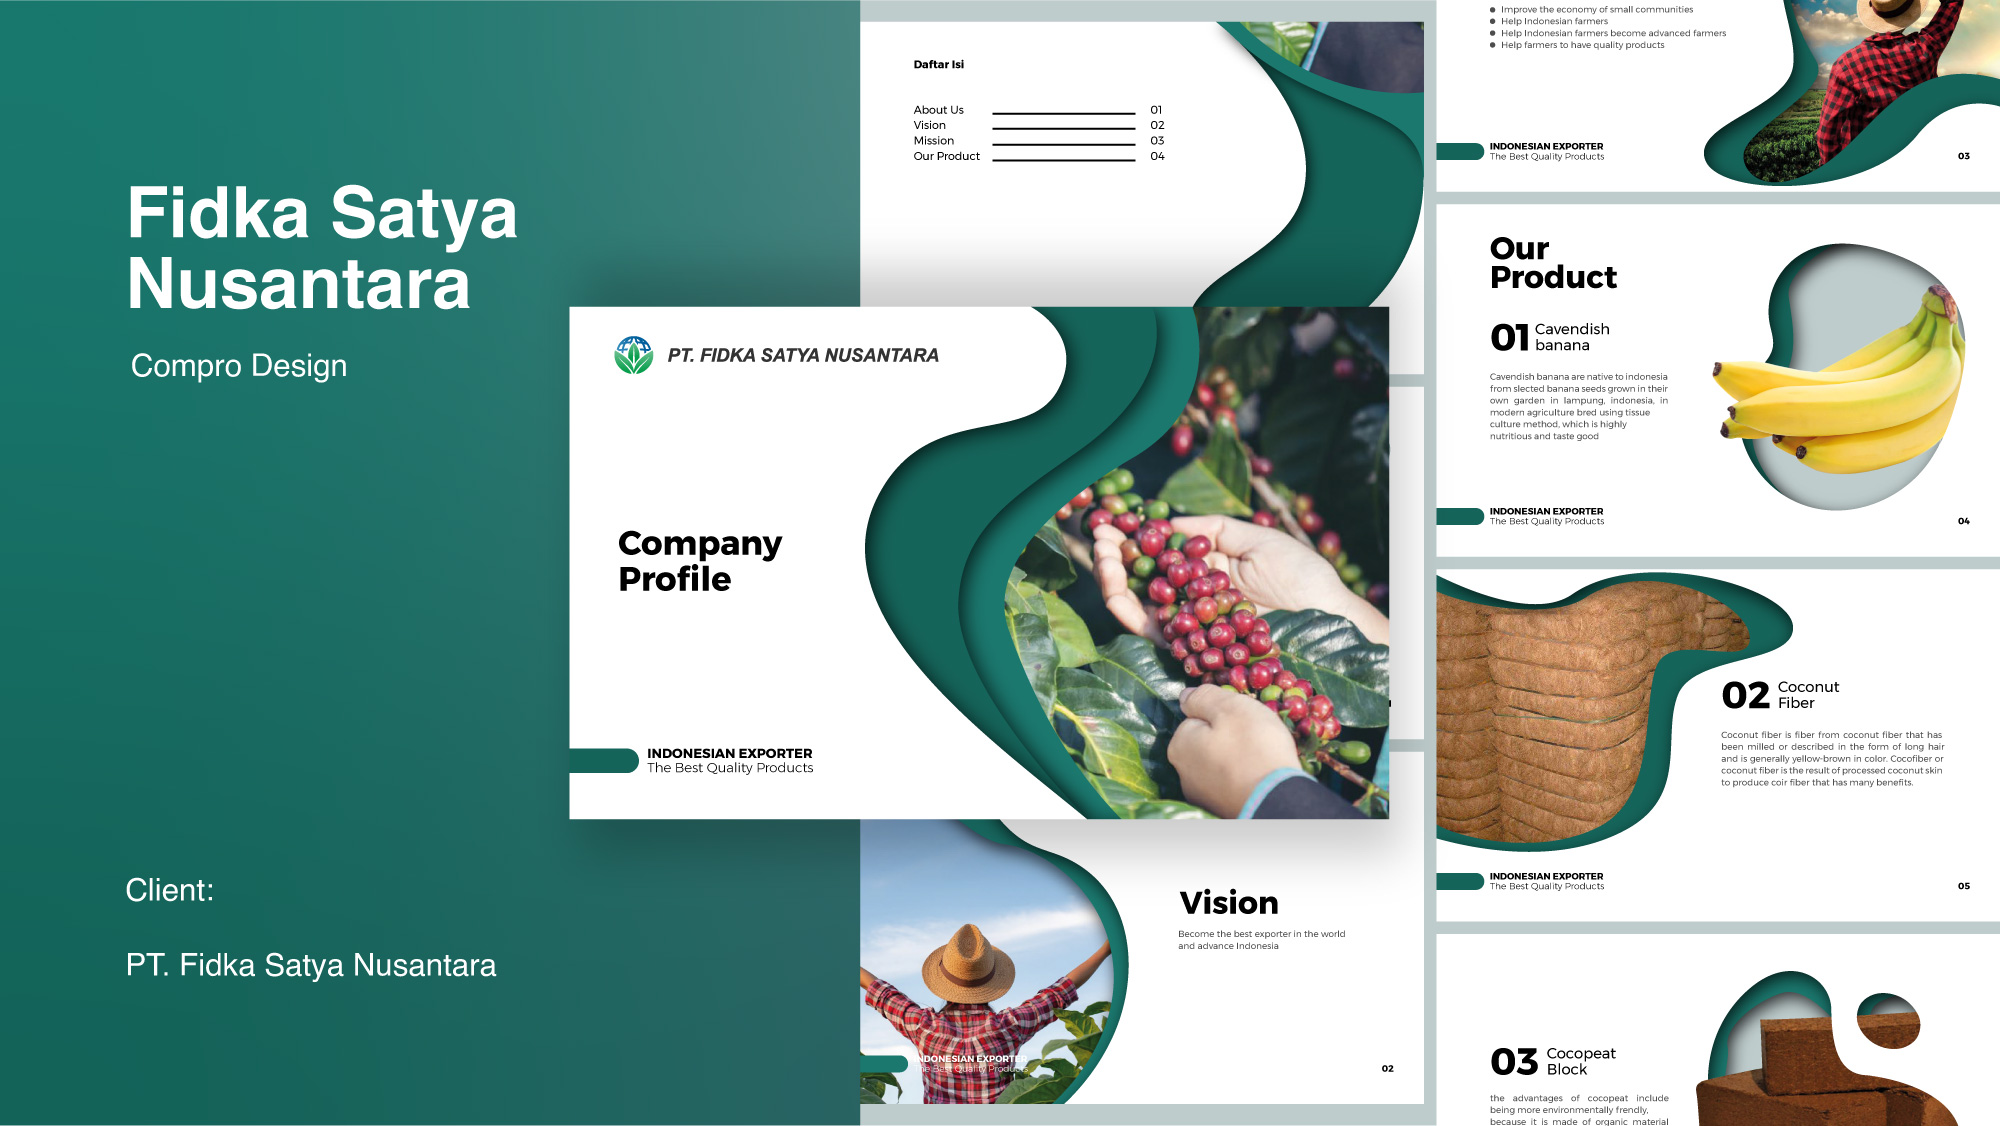 Fidka Satya
Nusantara
Compro Design
Client:
PT. Fidka Satya Nusantara
Daftar Isi
About Us 01
Vision 02
Mission 03
Our Product 04
PT. FIDKA SATYA NUSANTARA
Company
Profile
INDONESIAN EXPORTER
The Best Quality Products
Vision
Become the best exporter in the world
and advance Indonesia
INDONESIAN EXPORTER
The Best Quality Products
02
Improve the economy of small communities
Help Indonesian farmers
Help Indonesian farmers become advanced farmers
Help farmers to have quality products
INDONESIAN EXPORTER
The Best Quality Products
03
Our
Product
01 Cavendish
banana
Cavendish banana are native to indonesia
from slected banana seeds grown in their
own garden in lampung, indonesia, in
modern agriculture bred using tissue
culture method, which is highly
nutritious and taste good
INDONESIAN EXPORTER
The Best Quality Products
04
02 Coconut
Fiber
Coconut fiber is fiber from coconut fiber that has
been milled or described in the form of long hair
and is generally yellow-brown in color. Cocofiber or
coconut fiber is the result of processed coconut skin
to produce coir fiber that has many benefits.
INDONESIAN EXPORTER
The Best Quality Products
05
03 Cocopeat
Block
the advantages of cocopeat include
being more environmentally frendly,
because it is made of organic material